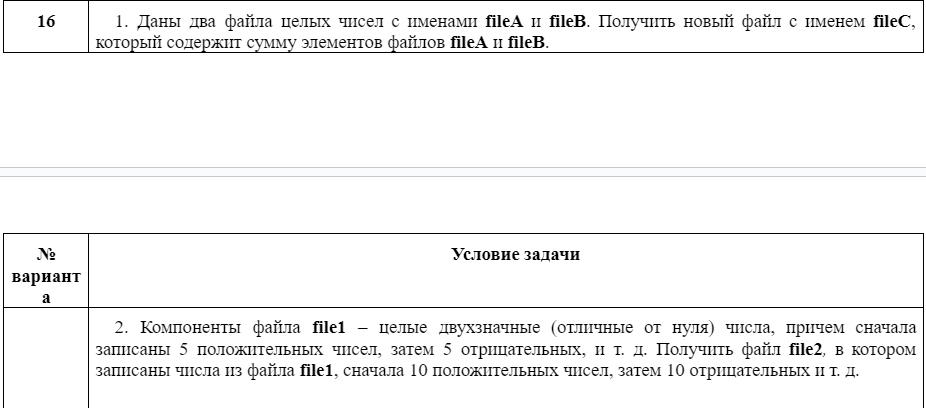 16
1. Даны два файла целых чисел с именами fileA и fileB. Получить новый файл с именем fileC,
который содержит сумму элементов файлов fileA и fileB.
№
вариант
а
Условие задачи
2. Компоненты файла file1 – целые двухзначные (отличные от нуля) числа, причем сначала
записаны 5 положительных чисел, затем 5 отрицательных, и т. д. Получить файл file2, в котором
записаны числа из файла file1, сначала 10 положительных чисел, затем 10 отрицательных и т. д.